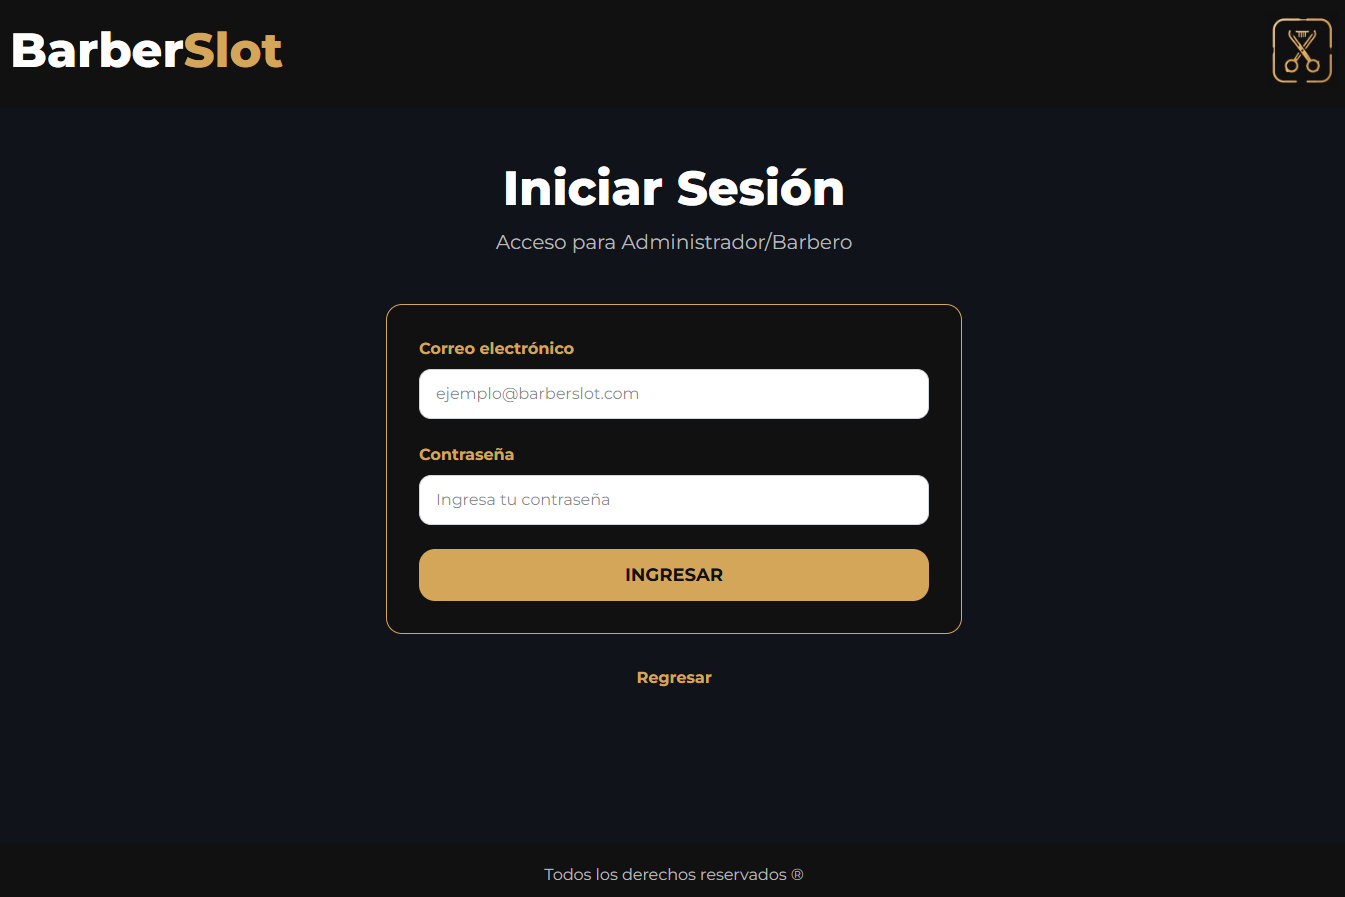 BarberSlot
Iniciar Sesión
Acceso para Administrador/Barbero
Correo electrónico
ejemplo@barberslot.com
Contraseña
Ingresa tu contraseña
INGRESAR
Regresar
Todos los derechos reservados ®